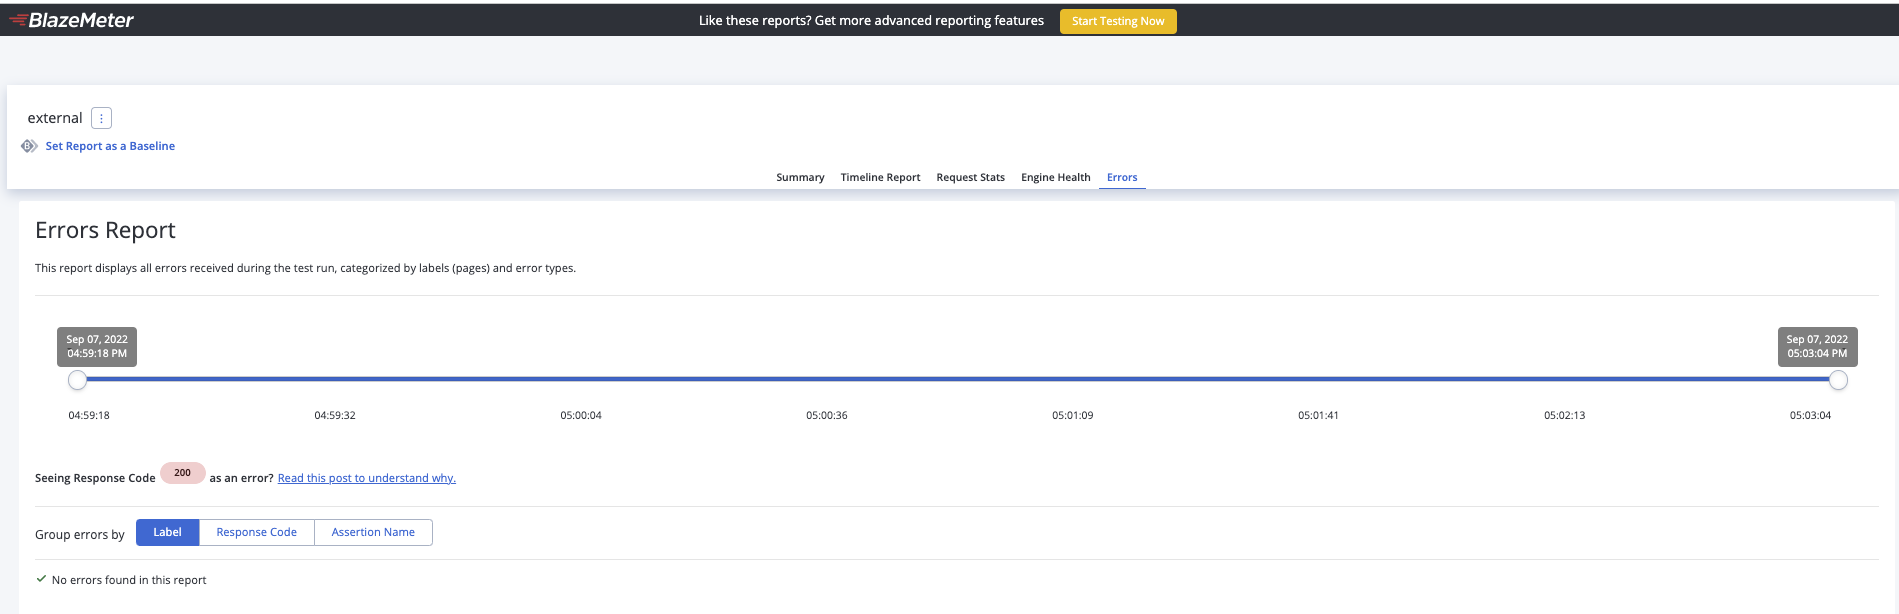 BlazeMeter
Like these reports? Get more advanced reporting features
Start Testing Now
external
Set Report as a Baseline
Summary Timeline Report Request Stats Engine Health Errors
Errors Report
This report displays all errors received during the test run, categorized by labels (pages) and error types.
Sep 07, 2022
04:59:18 PM
Sep 07, 2022
05:03:04 PM
04:59:18 04:59:32 05:00:04 05:00:36 05:01:09 05:01:41 05:02:13 05:03:04
Seeing Response Code 200 as an error? Read this post to understand why.
Group errors by Label Response Code Assertion Name
No errors found in this report